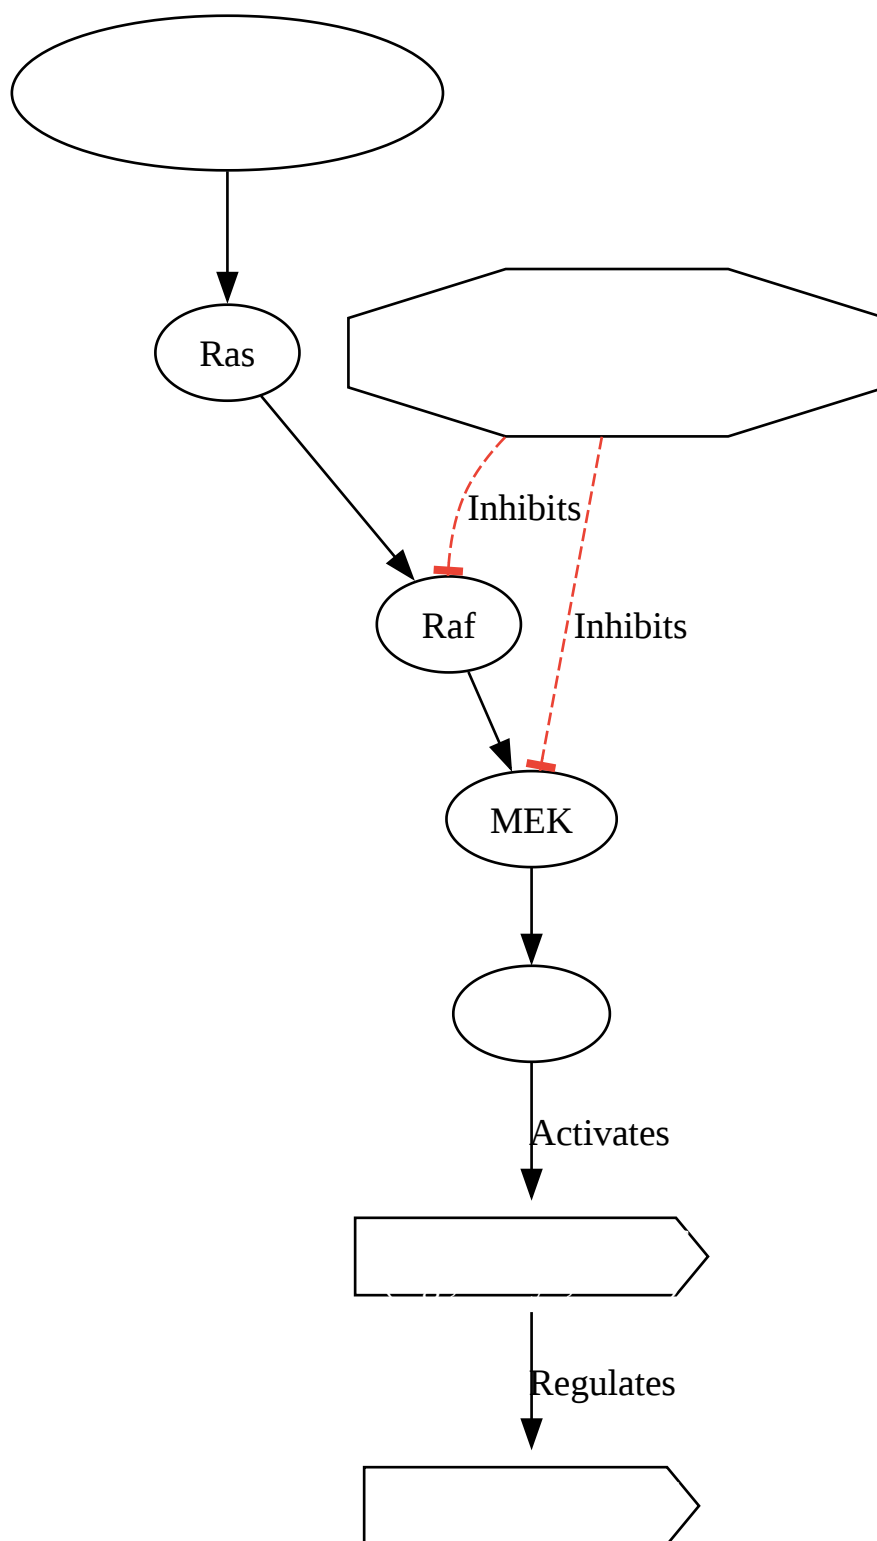 Ras
Inhibits
Raf
Inhibits
MEK
Activates
Regulates